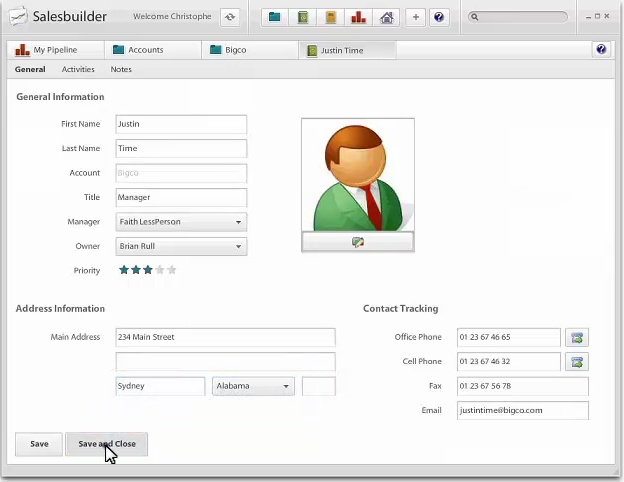 Salesbuilder Welcome Christophe
My Pipeline Accounts Bigco Justin Time
General Activities Notes
General Information
First Name Justin
Last Name Time
Account Bigco
Title Manager
Manager Faith LessPerson
Owner Brian Rull
Priority
Address Information Contact Tracking
Main Address 234 Main Street Office Phone 01 23 67 46 65
Cell Phone 01 23 67 46 32
Sydney Alabama Fax 01 23 67 56 78
Email justintime@bigco.com
Save Save and Close